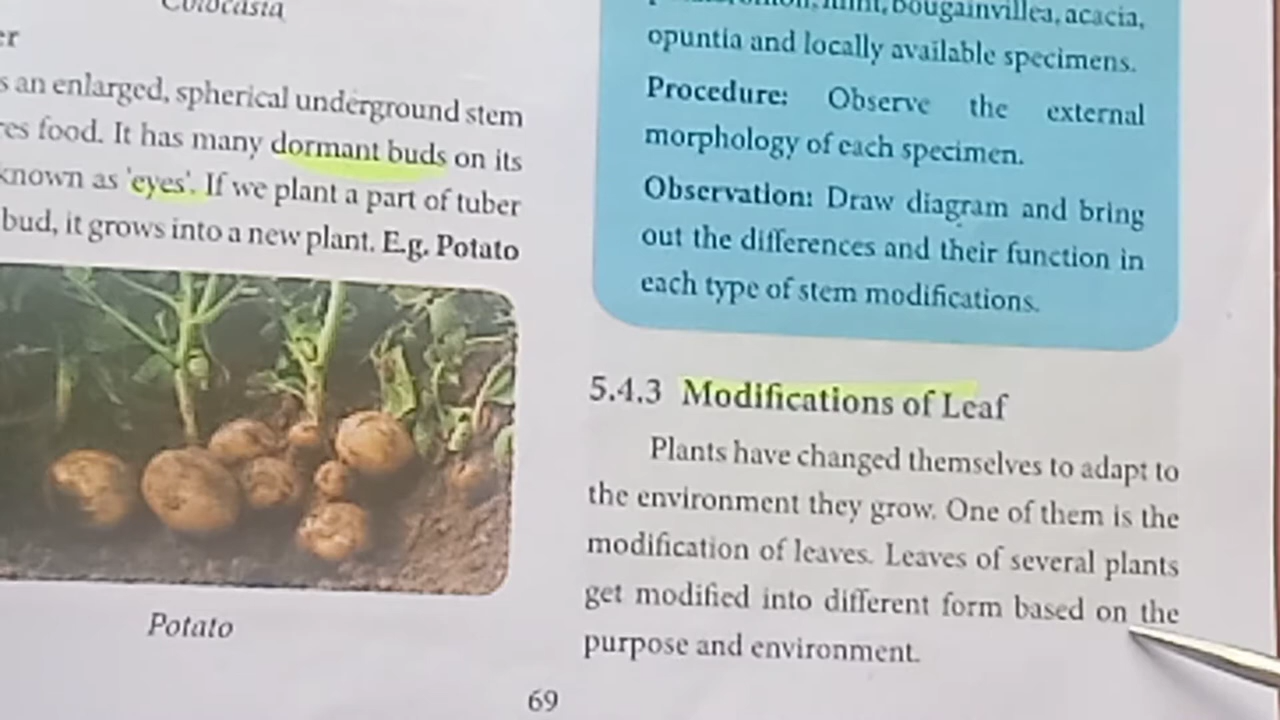 Colocasia
s an enlarged, spherical underground stem
res food. It has many dormant buds on its
known as 'eyes'. If we plant a part of tuber
bud, it grows into a new plant. E.g. Potato
Potato
mint, bougainvillea, acacia,
opuntia and locally available specimens.
Procedure: Observe the external
morphology of each specimen.
Observation: Draw diagram and bring
out the differences and their function in
each type of stem modifications.
5.4.3 Modifications of Leaf
Plants have changed themselves to adapt to
the environment they grow. One of them is the
modification of leaves. Leaves of several plants
get modified into different form based on the
purpose and environment.
69